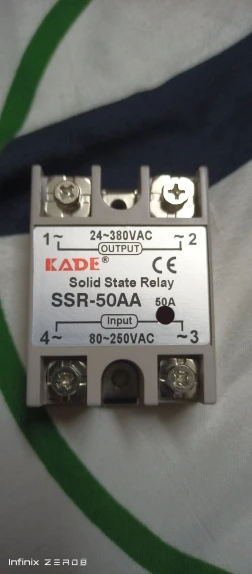 24~380VAC
1~ OUTPUT ~2
KADE® CE
Solid State Relay
SSR-50AA 50A
4~ Input ~3
80~250VAC
Infinix ZERO8